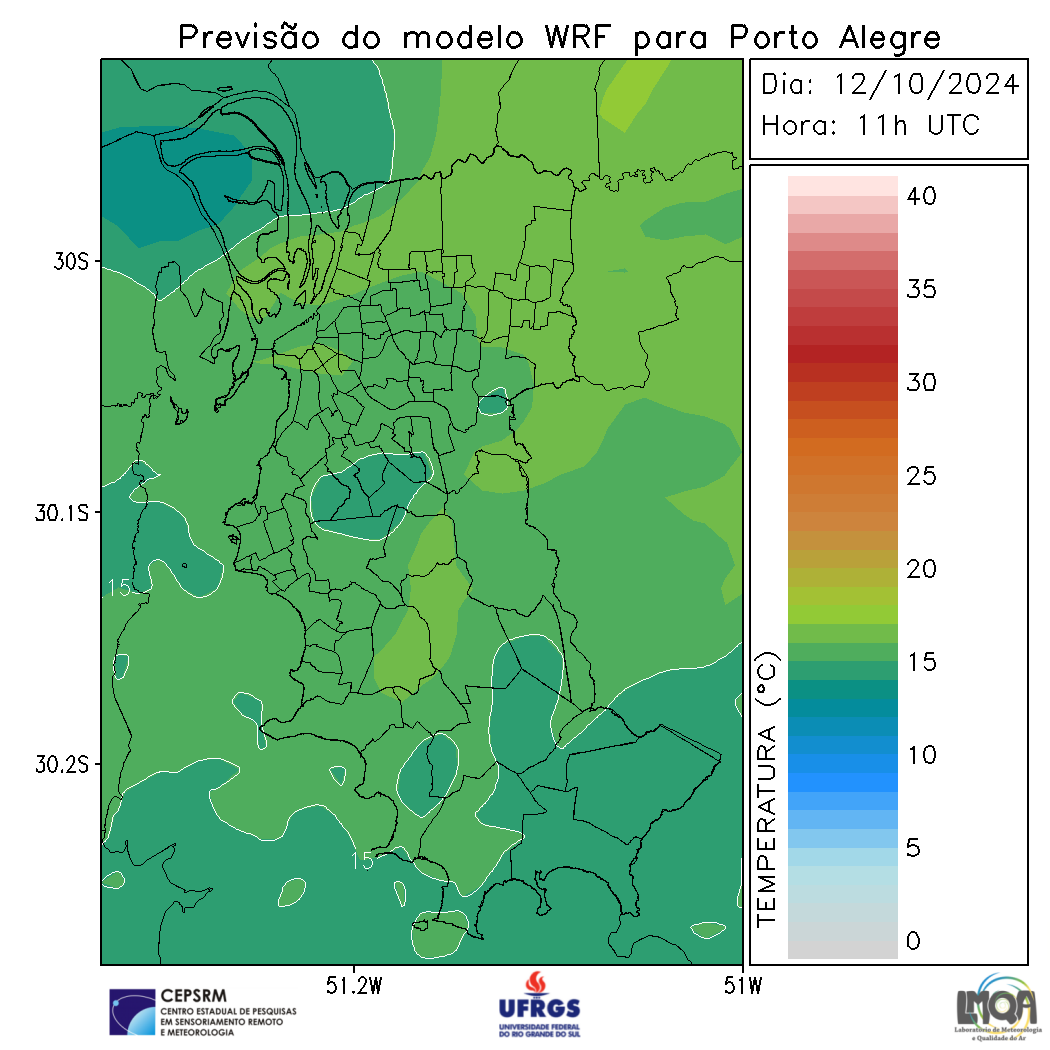 Previsão do modelo WRF para Porto Alegre
Dia: 12/10/2024
Hora: 11h UTC
40
35
30
25
20
15
10
5
0
TEMPERATURA (°C)
30S
30.1S
30.2S
15
15
51.2W
51W
CEPSRM
CENTRO ESTADUAL DE PESQUISAS
EM SENSORIAMENTO REMOTO
E METEOROLOGIA
UFRGS
UNIVERSIDADE FEDERAL
DO RIO GRANDE DO SUL
LMQA
Laboratório de Meteorologia
e Qualidade do Ar